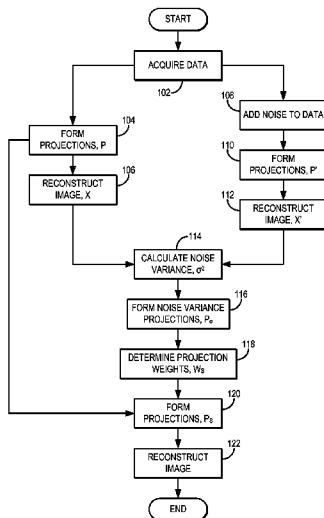 START
ACQUIRE DATA
102
108
ADD NOISE TO DATA
104
FORM
PROJECTIONS, P
110
FORM
PROJECTIONS, P'
106
RECONSTRUCT
IMAGE, X
112
RECONSTRUCT
IMAGE, X'
114
CALCULATE NOISE
VARIANCE, σ²
116
FORM NOISE VARIANCE
PROJECTIONS, Pσ
118
DETERMINE PROJECTION
WEIGHTS, WS
120
FORM
PROJECTIONS, PS
122
RECONSTRUCT
IMAGE
END